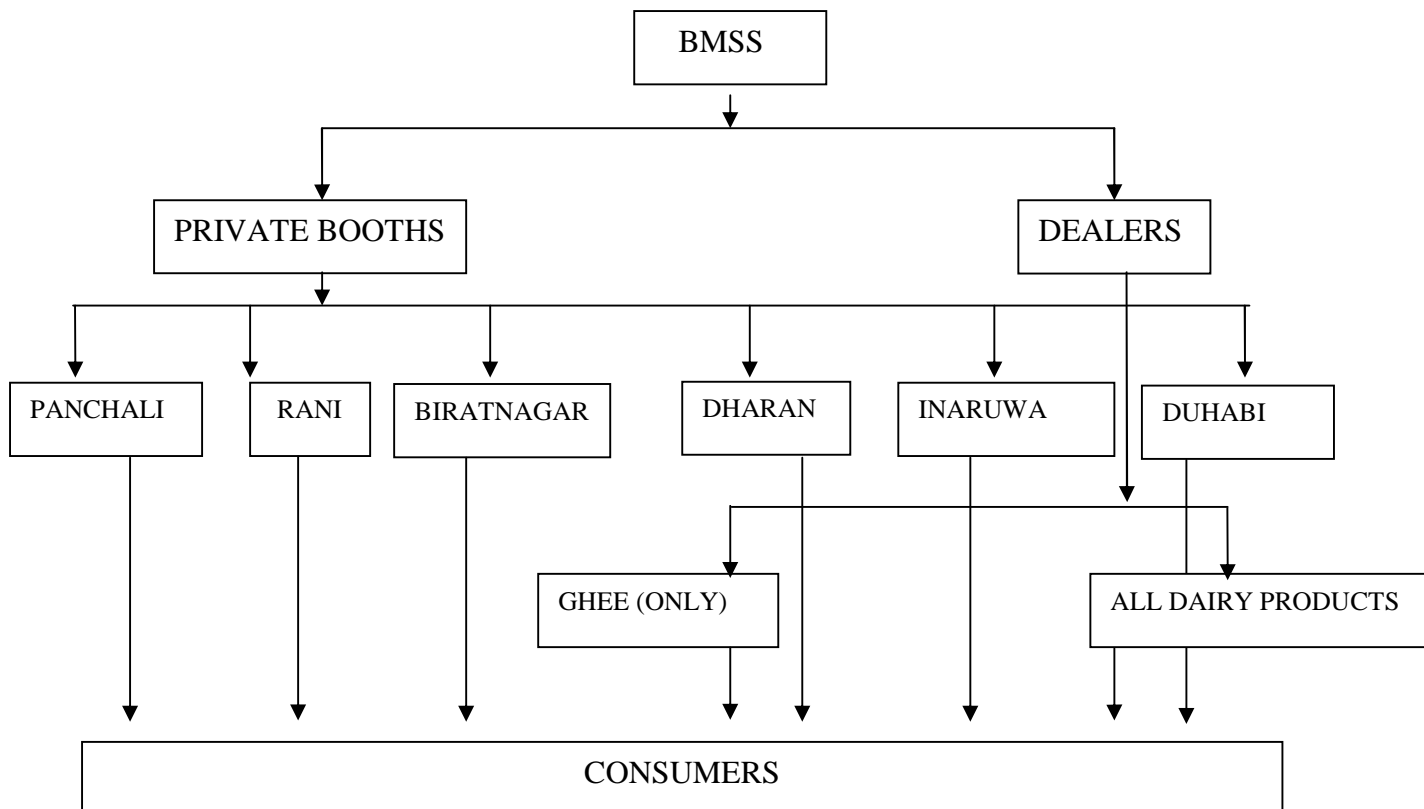 BMSS
PRIVATE BOOTHS
DEALERS
PANCHALI
RANI
BIRATNAGAR
DHARAN
INARUWA
DUHABI
GHEE (ONLY)
ALL DAIRY PRODUCTS
CONSUMERS